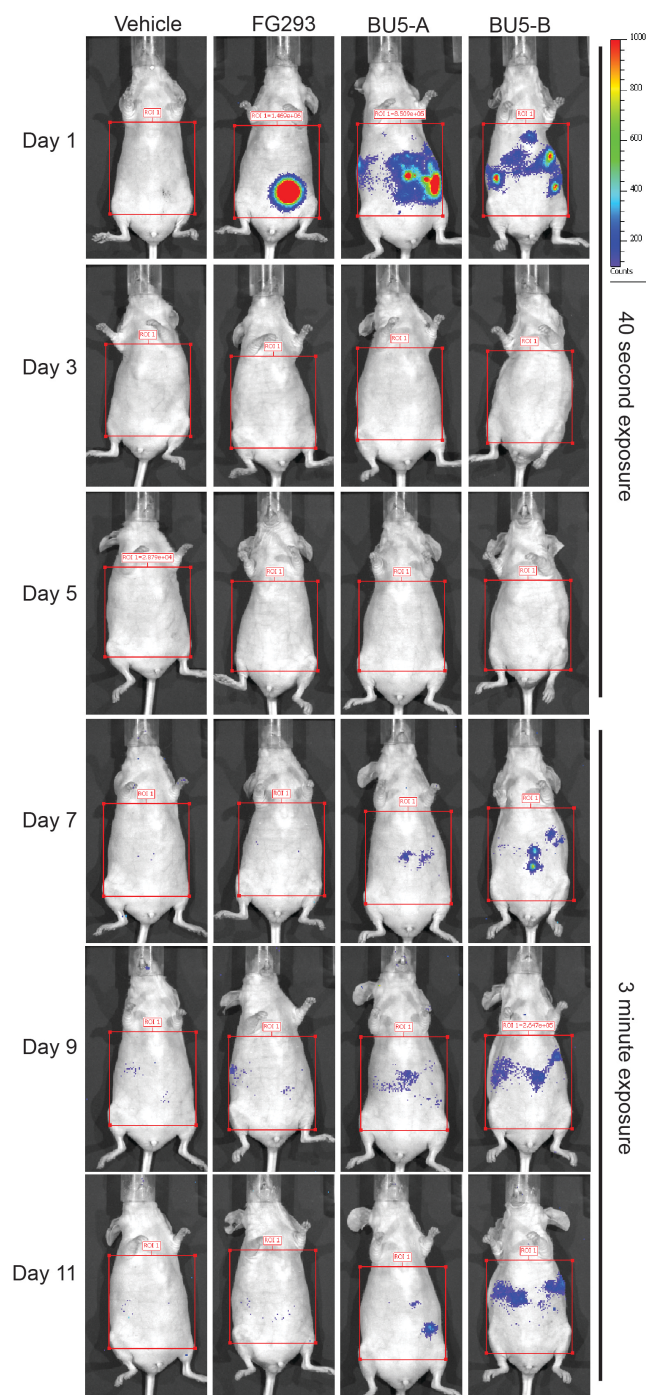 Vehicle FG293 BU5-A BU5-B
1000
800
600
400
200
Counts
Day 1
ROI 1
ROI 1=1.469e+06
ROI 1=8.509e+05
ROI 1
Day 3
ROI 1
ROI 1
ROI 1
ROI 1
40 second exposure
Day 5
ROI 1=2.879e+04
ROI 1
ROI 1
ROI 1
Day 7
ROI 1
ROI 1
ROI 1
ROI 1
Day 9
ROI 1
ROI 1
ROI 1
ROI 1=2.647e+05
3 minute exposure
Day 11
ROI 1
ROI 1
ROI 1
ROI 1